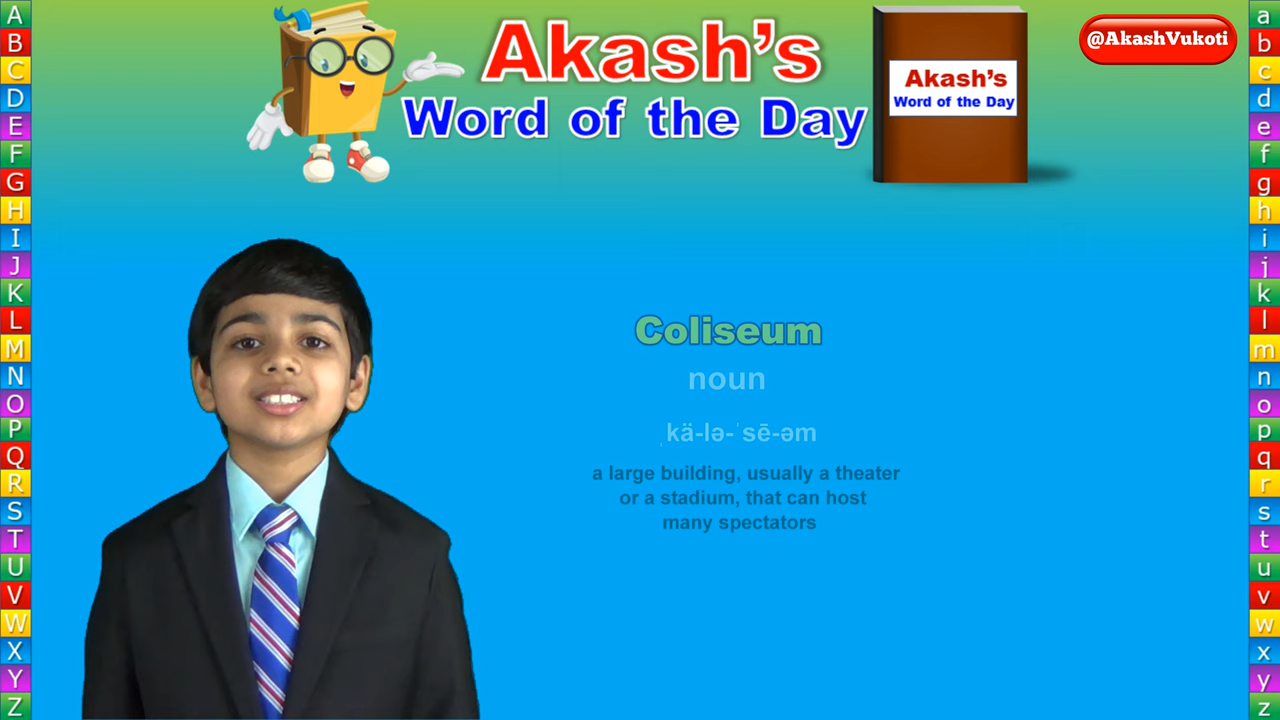 Akash's
Word of the Day
Akash's
Word of the Day
@AkashVukoti
A
B
C
D
E
F
G
H
I
J
K
L
M
N
O
P
Q
R
S
T
U
V
W
X
Y
Z
Coliseum
noun
ˌkä-lə-ˈsē-əm
a large building, usually a theater
or a stadium, that can host
many spectators
a
b
c
d
e
f
g
h
i
j
k
l
m
n
o
p
q
r
s
t
u
v
w
x
y
z